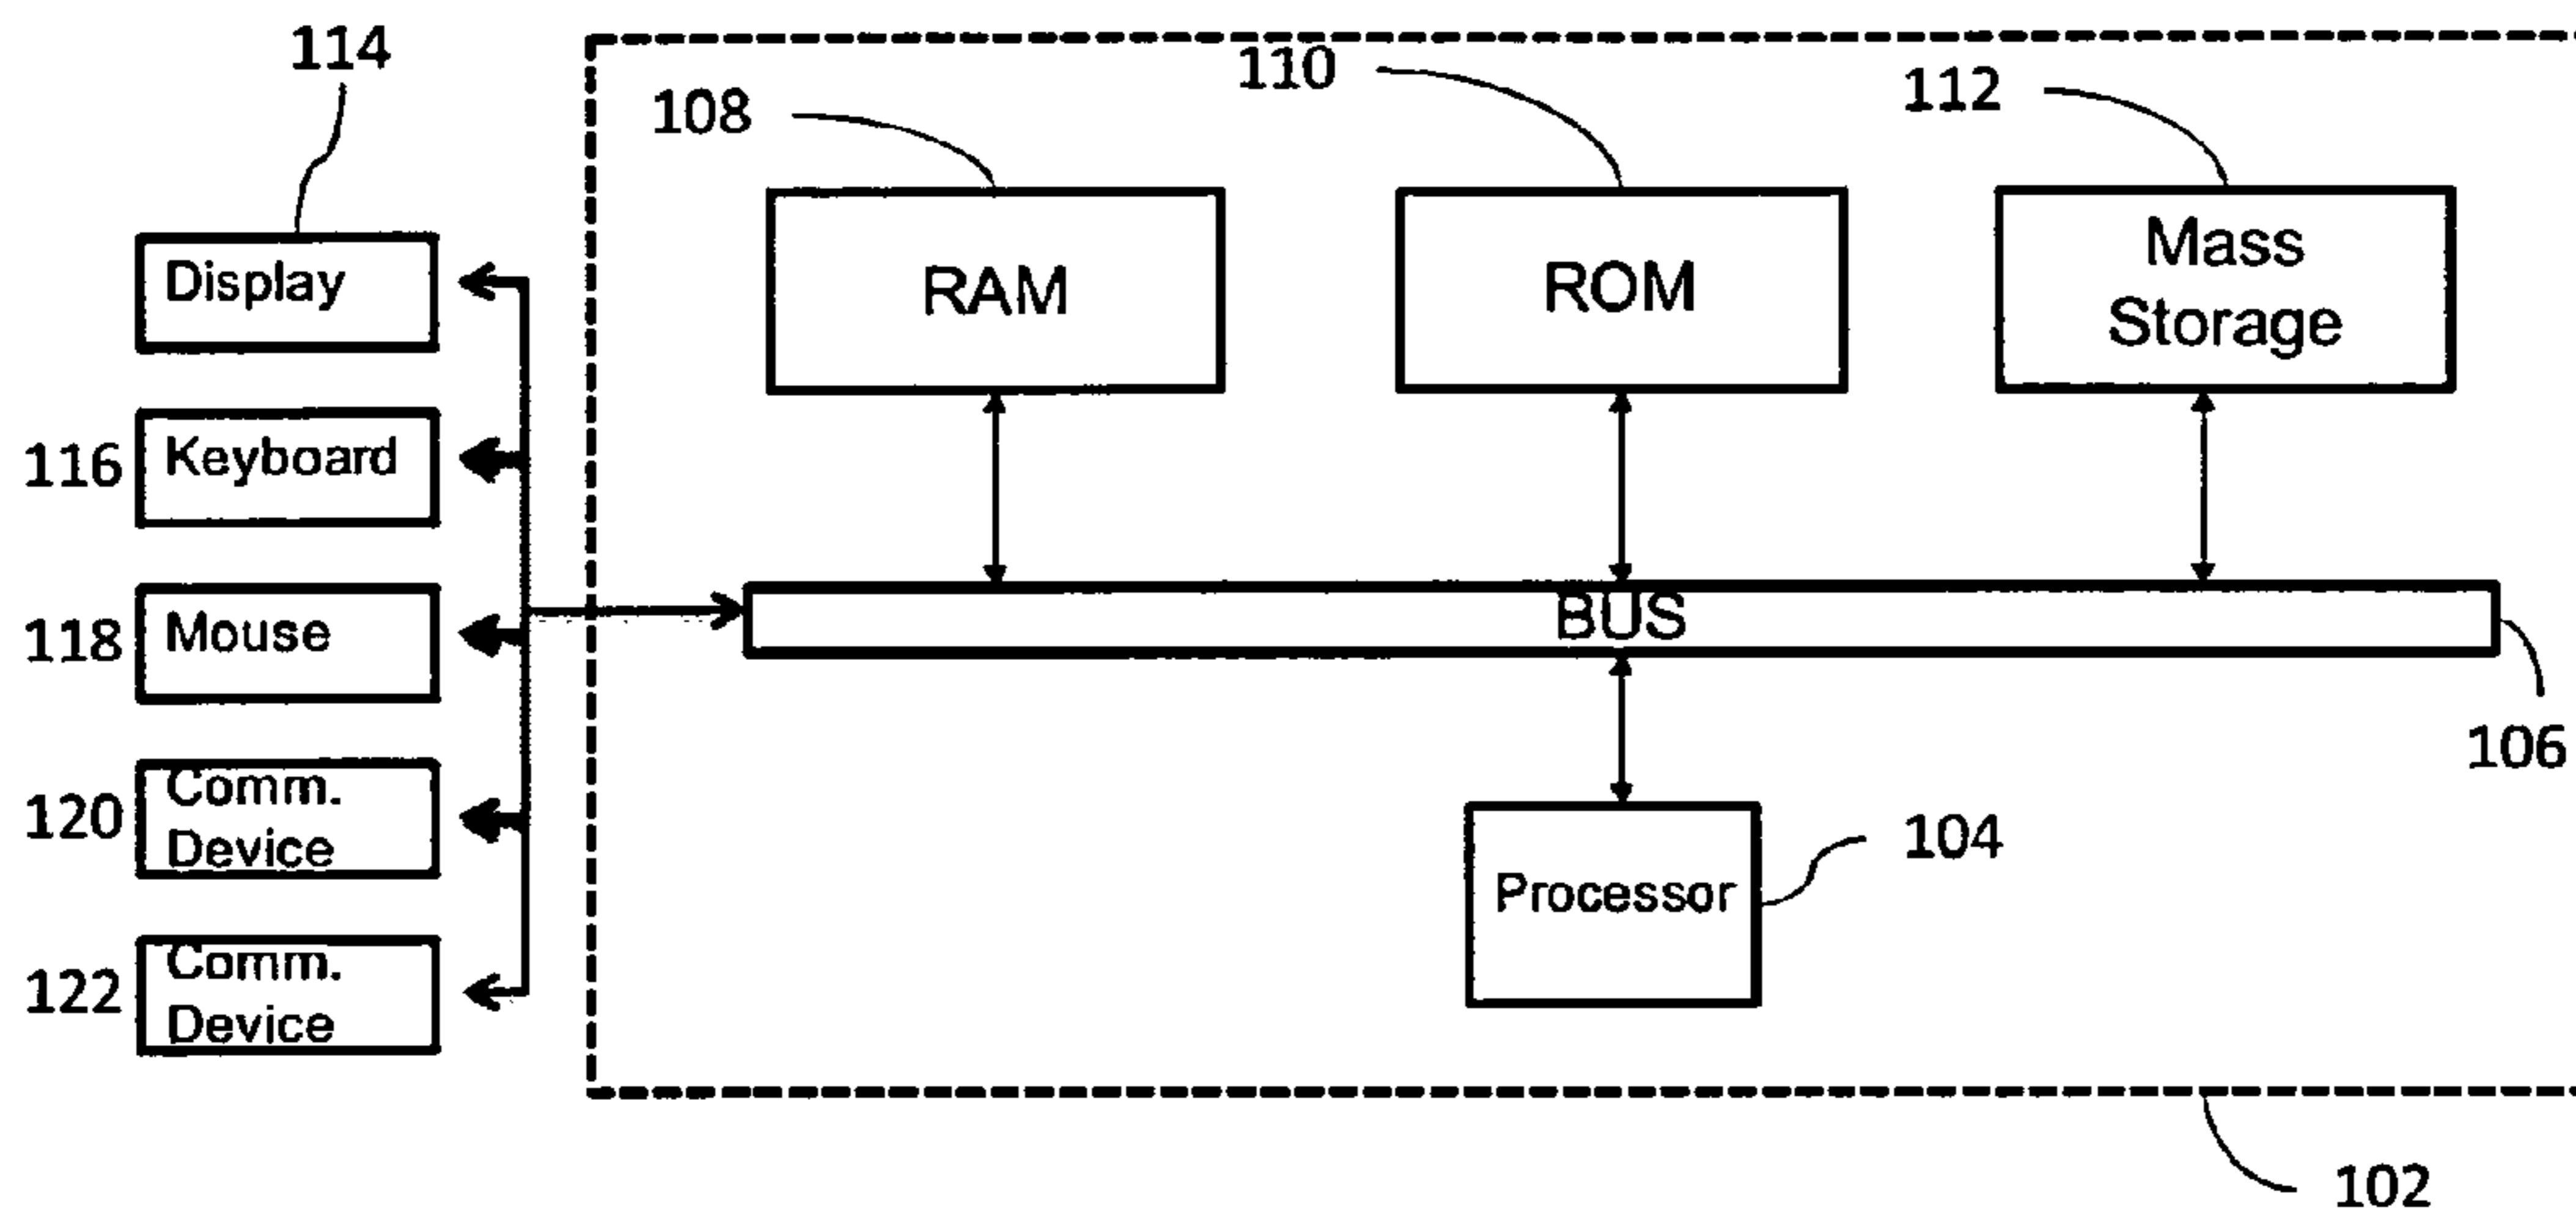 114
110
112
108
Display
RAM
ROM
Mass
Storage
116
Keyboard
118
Mouse
BUS
106
120
Comm.
Device
104
Processor
122
Comm.
Device
102